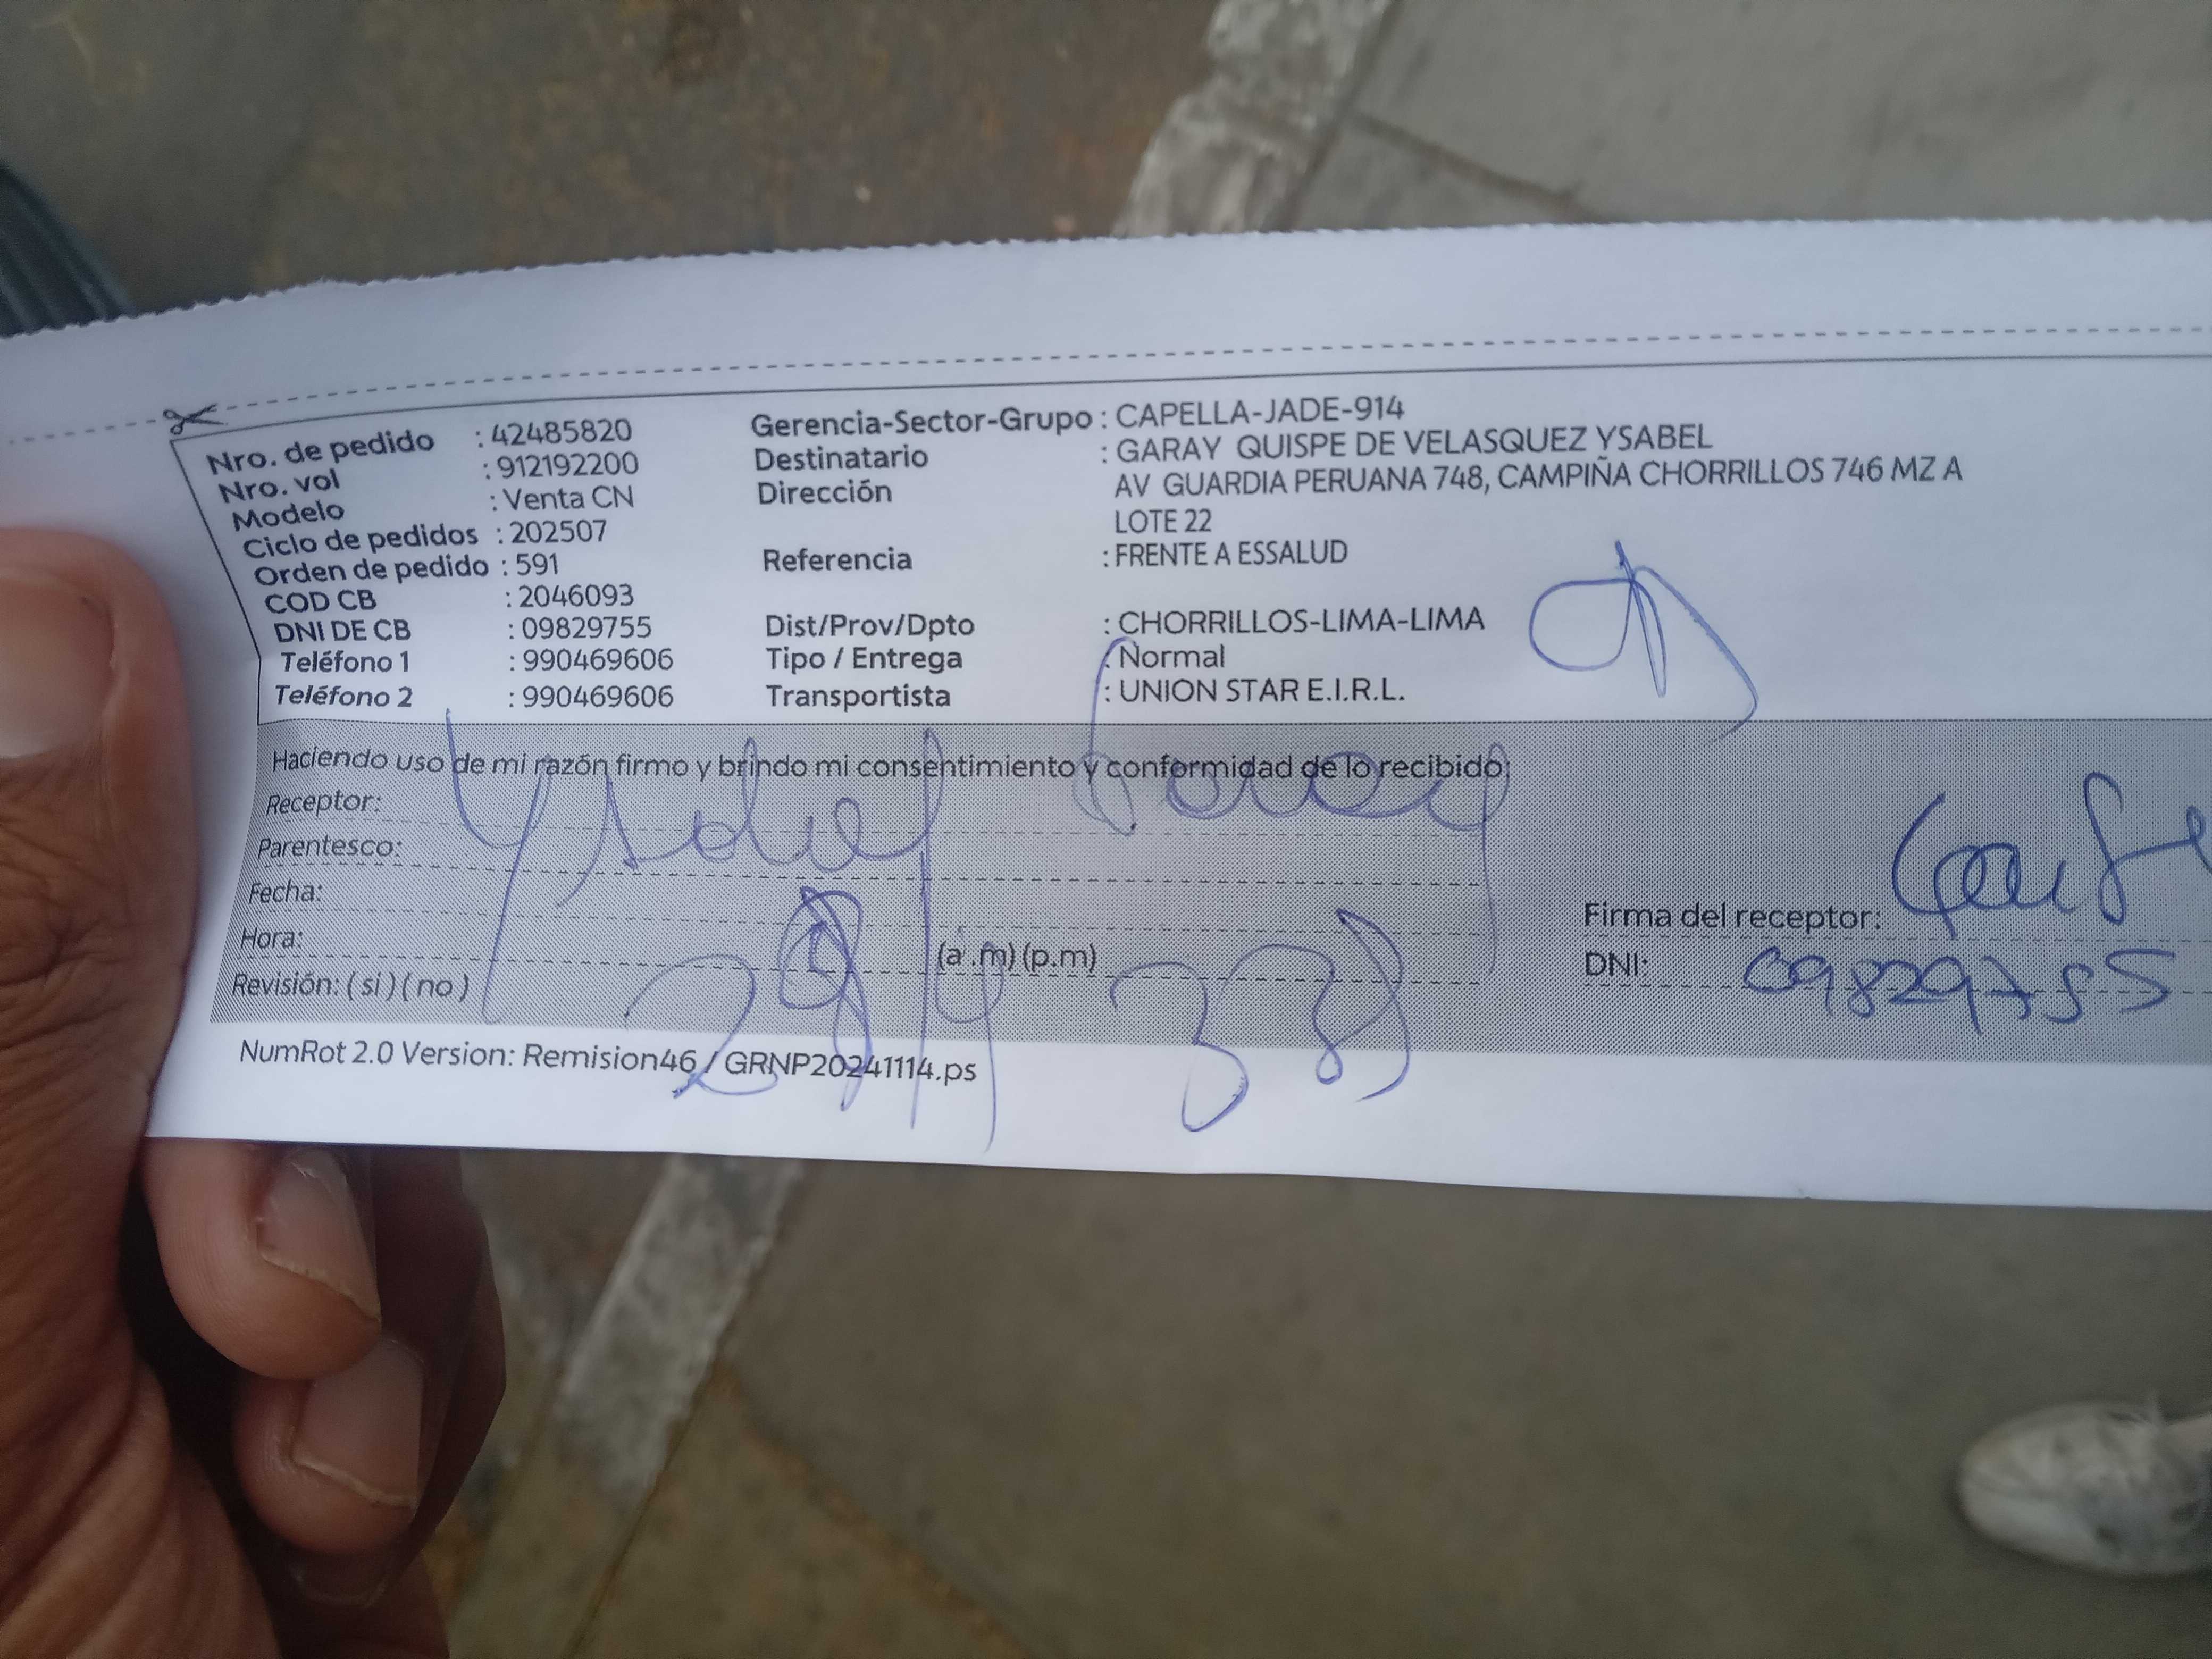 Nro. de pedido : 42485820
Nro. vol : 912192200
Modelo : Venta CN
Ciclo de pedidos : 202507
Orden de pedido : 591
COD CB : 2046093
DNI DE CB : 09829755
Teléfono 1 : 990469606
Teléfono 2 : 990469606
Gerencia-Sector-Grupo : CAPELLA-JADE-914
Destinatario : GARAY QUISPE DE VELASQUEZ YSABEL
Dirección AV GUARDIA PERUANA 748, CAMPIÑA CHORRILLOS 746 MZ A
LOTE 22
Referencia : FRENTE A ESSALUD
Dist/Prov/Dpto : CHORRILLOS-LIMA-LIMA
Tipo / Entrega : Normal
Transportista : UNION STAR E.I.R.L.
Haciendo uso de mi razón firmo y brindo mi consentimiento y conformidad de lo recibido;
Receptor: Ysabel Garay
Parentesco:
Fecha:
Hora: (a.m) (p.m)
Revisión: ( si ) ( no )
Firma del receptor:
DNI: 09829755
NumRot 2.0 Version: Remision46 / GRNP20241114.ps